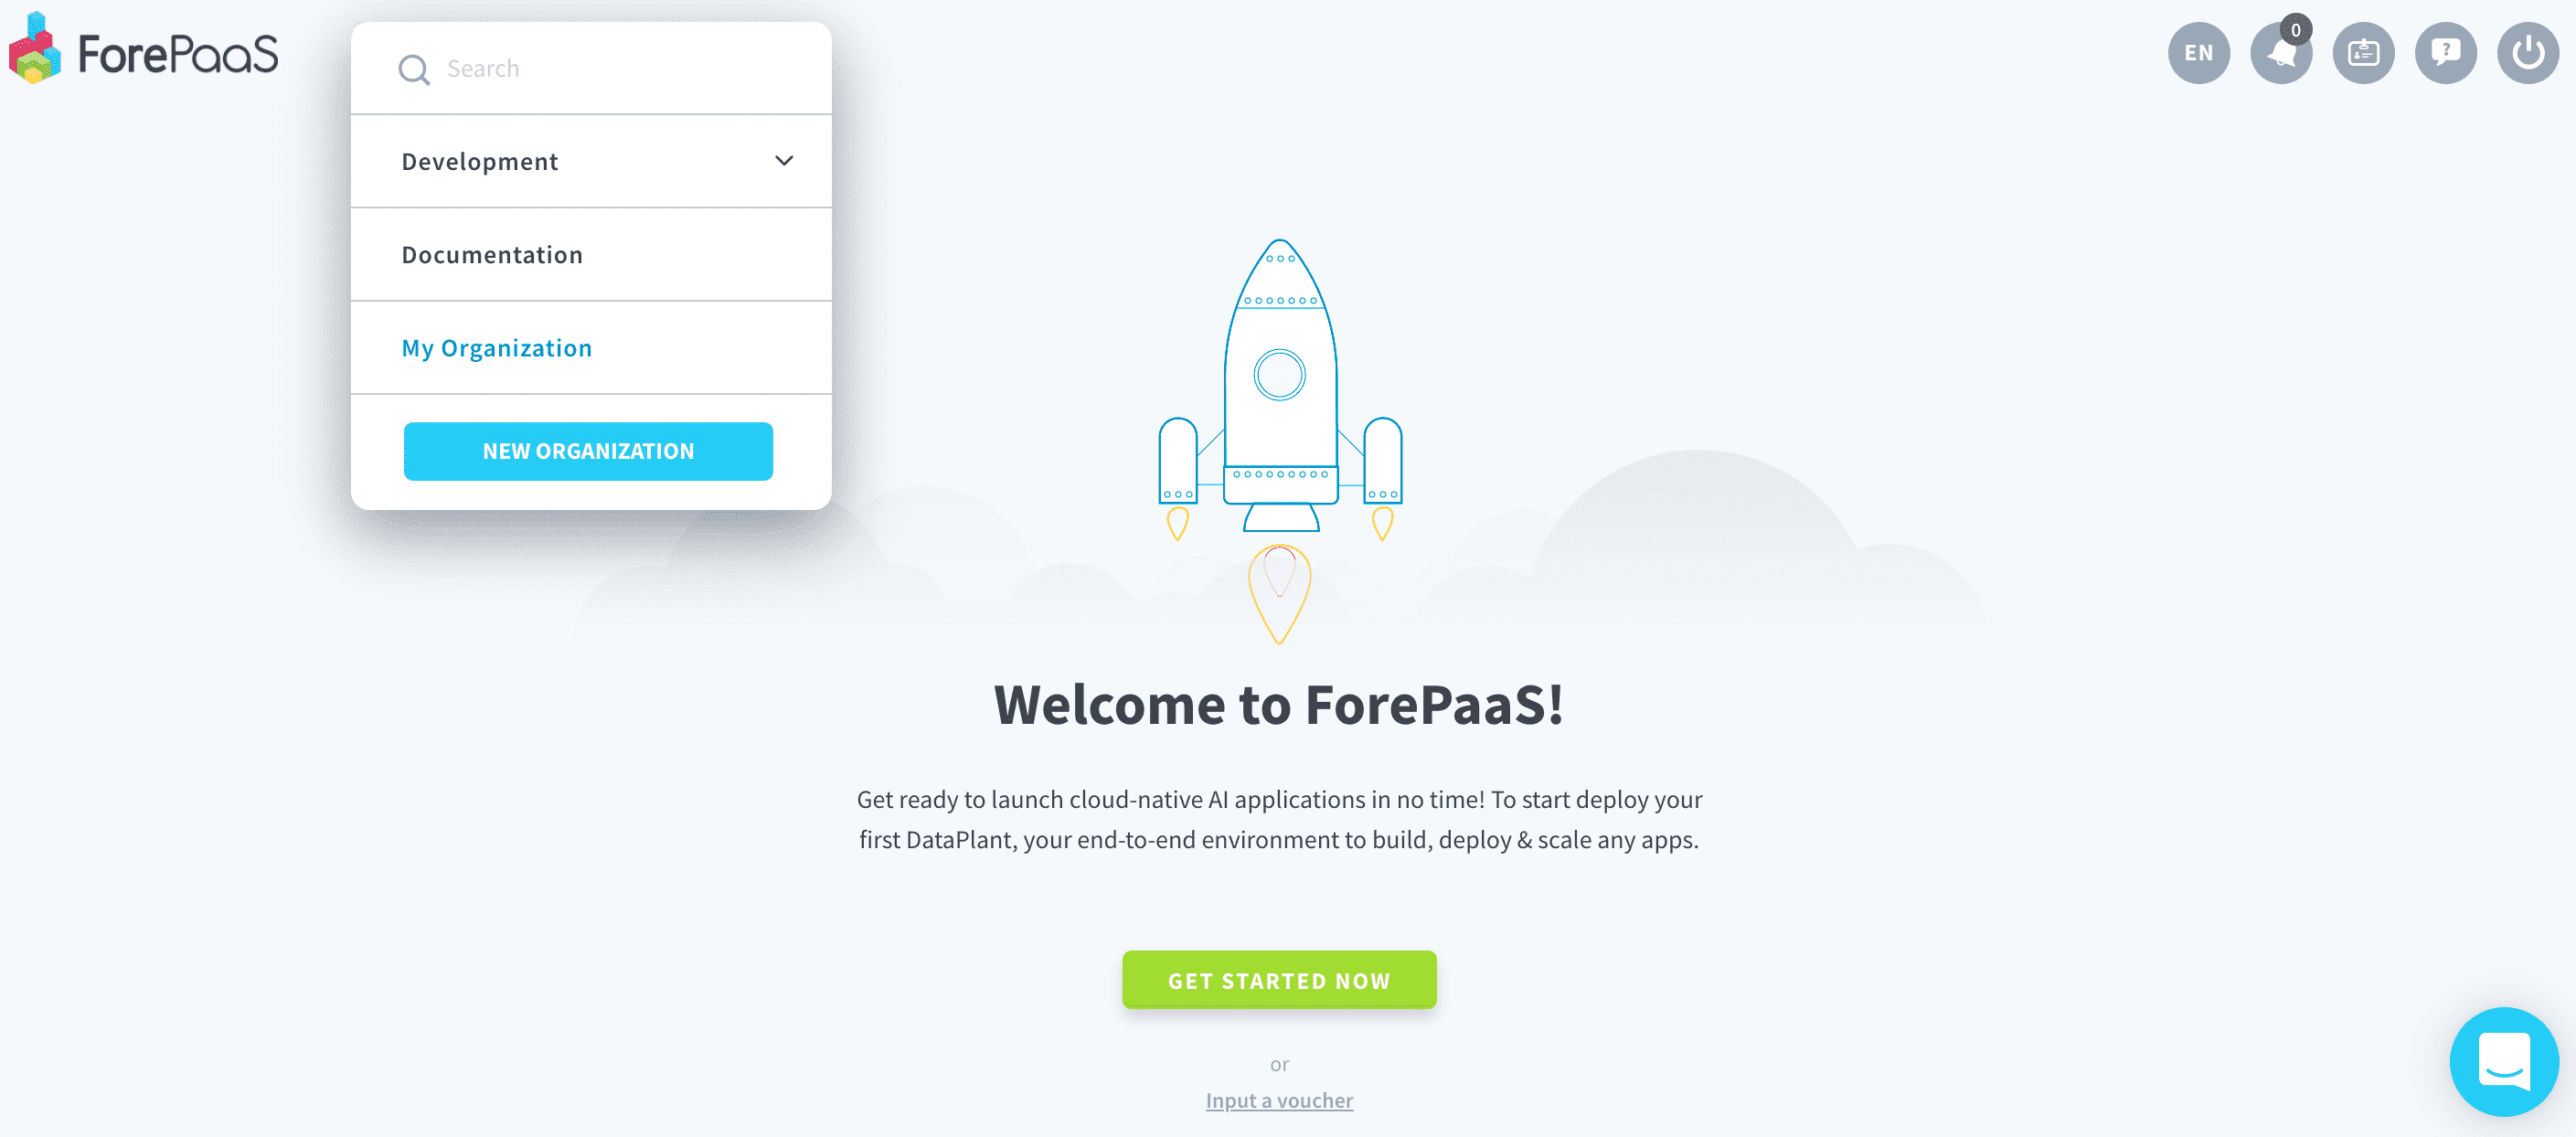 ForePaaS
Search
Development
Documentation
My Organization
NEW ORGANIZATION
EN
0
?
Welcome to ForePaaS!
Get ready to launch cloud-native AI applications in no time! To start deploy your
first DataPlant, your end-to-end environment to build, deploy & scale any apps.
GET STARTED NOW
or
Input a voucher